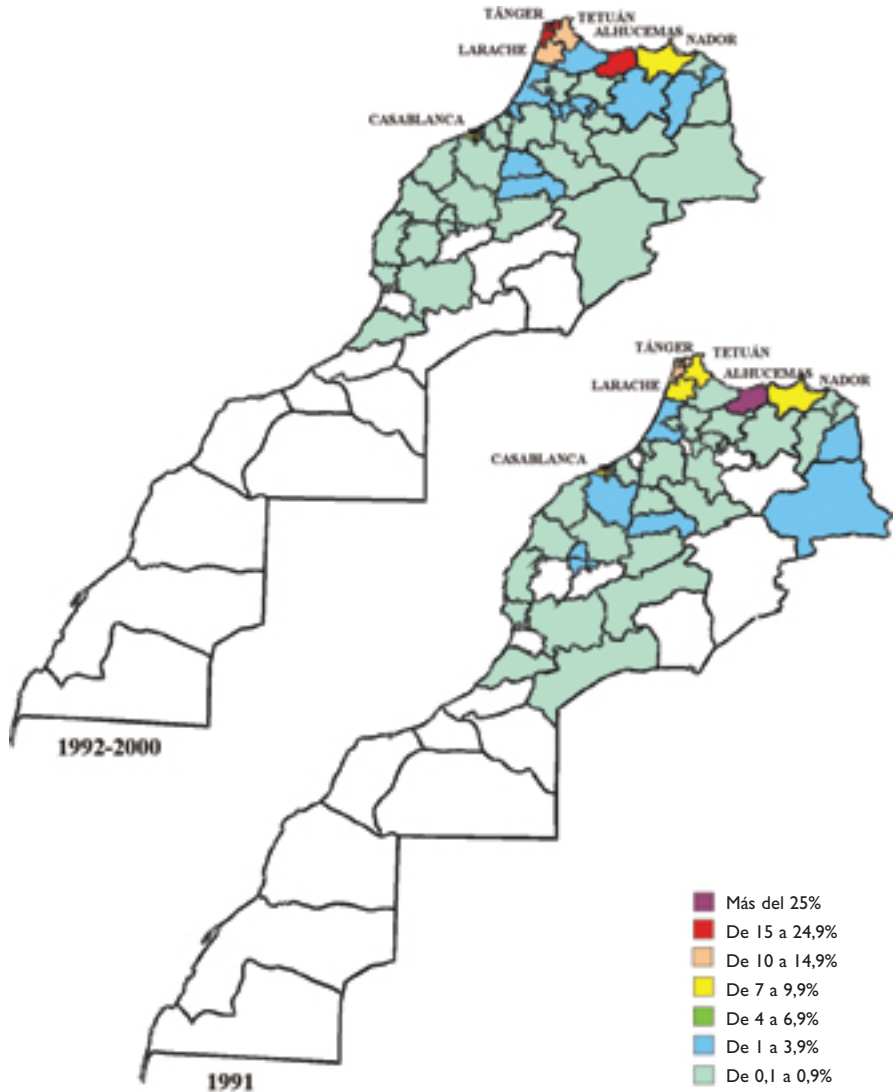 TÁNGER
TETUÁN
ALHUCEMAS
LARACHE
NADOR
CASABLANCA
1992-2000
TÁNGER
TETUÁN
ALHUCEMAS
LARACHE
NADOR
CASABLANCA
1991
Más del 25%
De 15 a 24,9%
De 10 a 14,9%
De 7 a 9,9%
De 4 a 6,9%
De 1 a 3,9%
De 0,1 a 0,9%